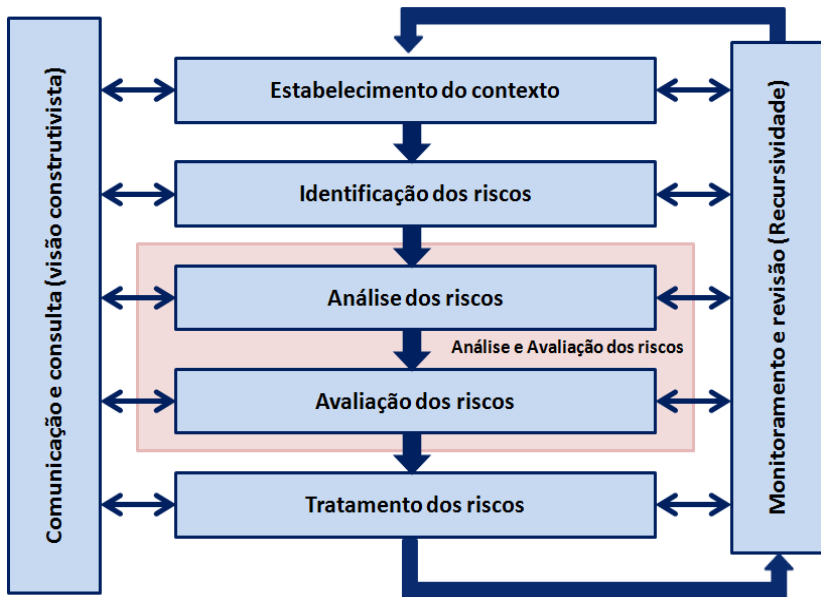 Comunicação e consulta (visão construtivista)
Estabelecimento do contexto
Identificação dos riscos
Análise dos riscos
Análise e Avaliação dos riscos
Avaliação dos riscos
Tratamento dos riscos
Monitoramento e revisão (Recursividade)